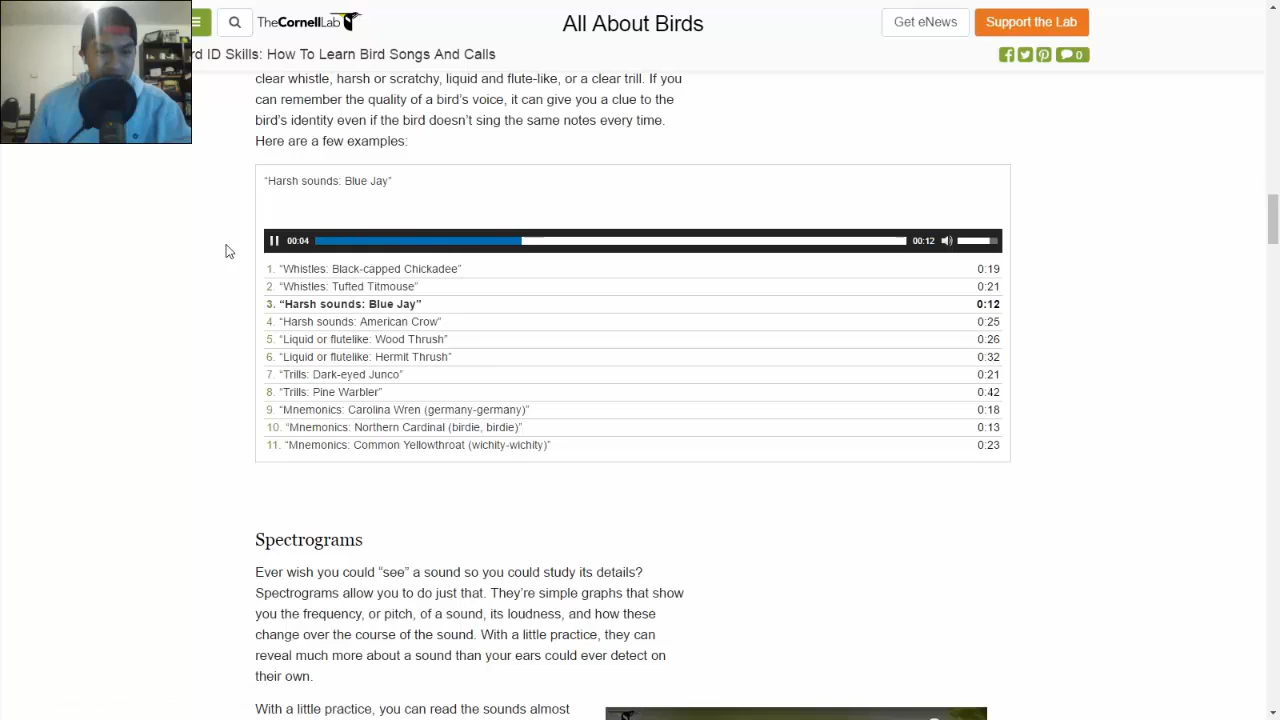 TheCornellLab
All About Birds
Get eNews
Support the Lab
rd ID Skills: How To Learn Bird Songs And Calls
0
clear whistle, harsh or scratchy, liquid and flute-like, or a clear trill. If you
can remember the quality of a bird's voice, it can give you a clue to the
bird's identity even if the bird doesn't sing the same notes every time.
Here are a few examples:
“Harsh sounds: Blue Jay”
00:04
00:12
1. “Whistles: Black-capped Chickadee” 0:19
2. “Whistles: Tufted Titmouse” 0:21
3. “Harsh sounds: Blue Jay” 0:12
4. “Harsh sounds: American Crow” 0:25
5. “Liquid or flutelike: Wood Thrush” 0:26
6. “Liquid or flutelike: Hermit Thrush” 0:32
7. “Trills: Dark-eyed Junco” 0:21
8. “Trills: Pine Warbler” 0:42
9. “Mnemonics: Carolina Wren (germany-germany)” 0:18
10. “Mnemonics: Northern Cardinal (birdie, birdie)” 0:13
11. “Mnemonics: Common Yellowthroat (wichity-wichity)” 0:23
Spectrograms
Ever wish you could “see” a sound so you could study its details?
Spectrograms allow you to do just that. They're simple graphs that show
you the frequency, or pitch, of a sound, its loudness, and how these
change over the course of the sound. With a little practice, they can
reveal much more about a sound than your ears could ever detect on
their own.
With a little practice, you can read the sounds almost